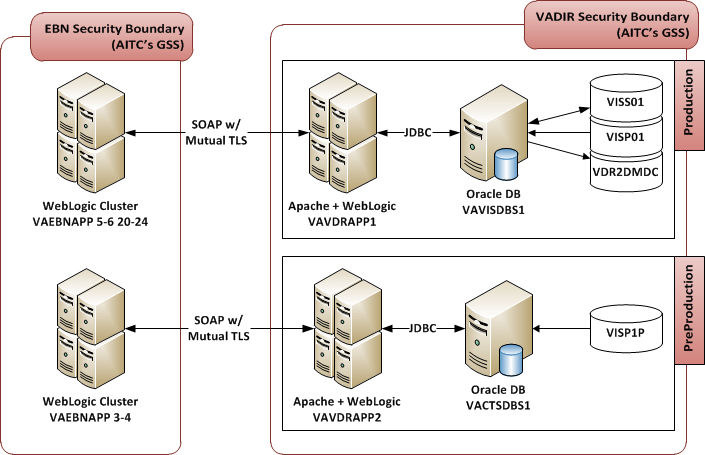 EBN Security Boundary
(AITC's GSS)
VADIR Security Boundary
(AITC's GSS)
Production
SOAP w/
Mutual TLS
JDBC
VISS01
VISP01
VDR2DMDC
WebLogic Cluster
VAEBNAPP 5-6 20-24
Apache + WebLogic
VAVDRAPP1
Oracle DB
VAVISDBS1
PreProduction
SOAP w/
Mutual TLS
JDBC
VISP1P
WebLogic Cluster
VAEBNAPP 3-4
Apache + WebLogic
VAVDRAPP2
Oracle DB
VACTSDBS1